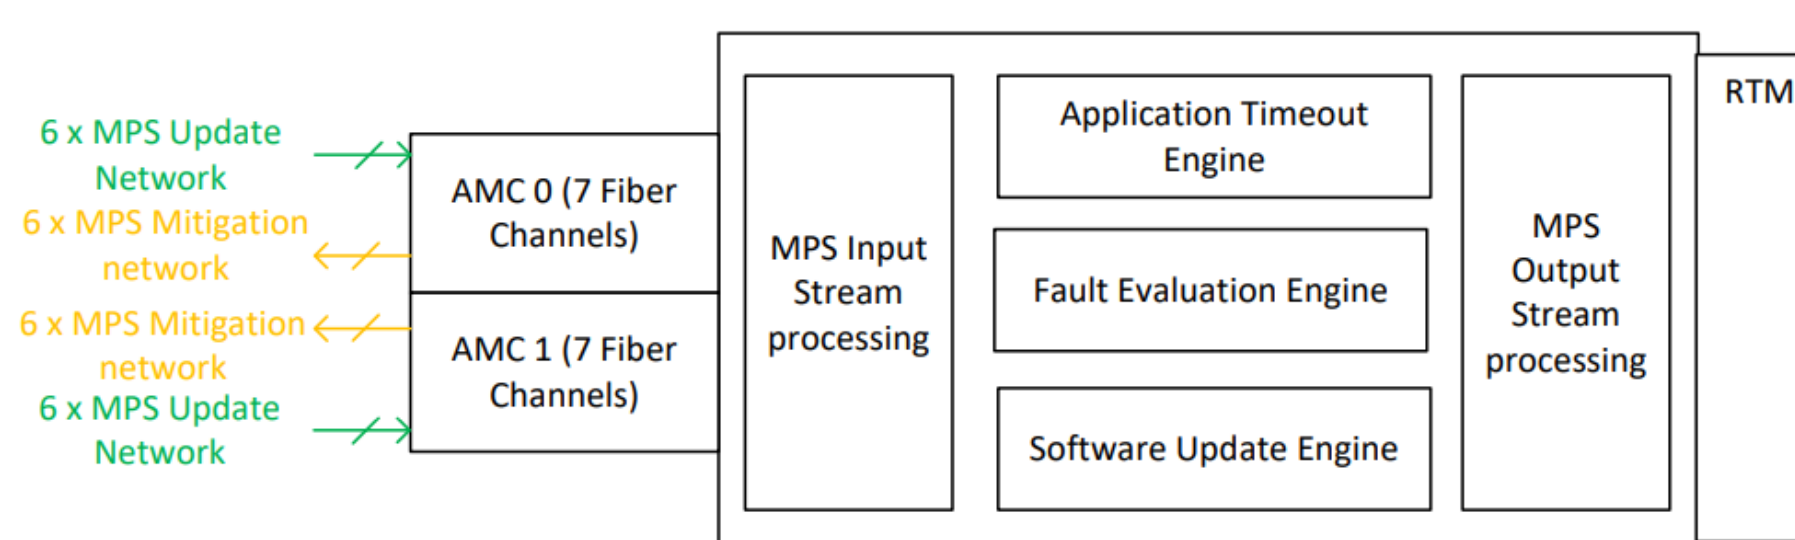 6 x MPS Update
Network
6 x MPS Mitigation
network
6 x MPS Mitigation
network
6 x MPS Update
Network
AMC 0 (7 Fiber
Channels)
AMC 1 (7 Fiber
Channels)
MPS Input
Stream
processing
Application Timeout
Engine
Fault Evaluation Engine
Software Update Engine
MPS
Output
Stream
processing
RTM